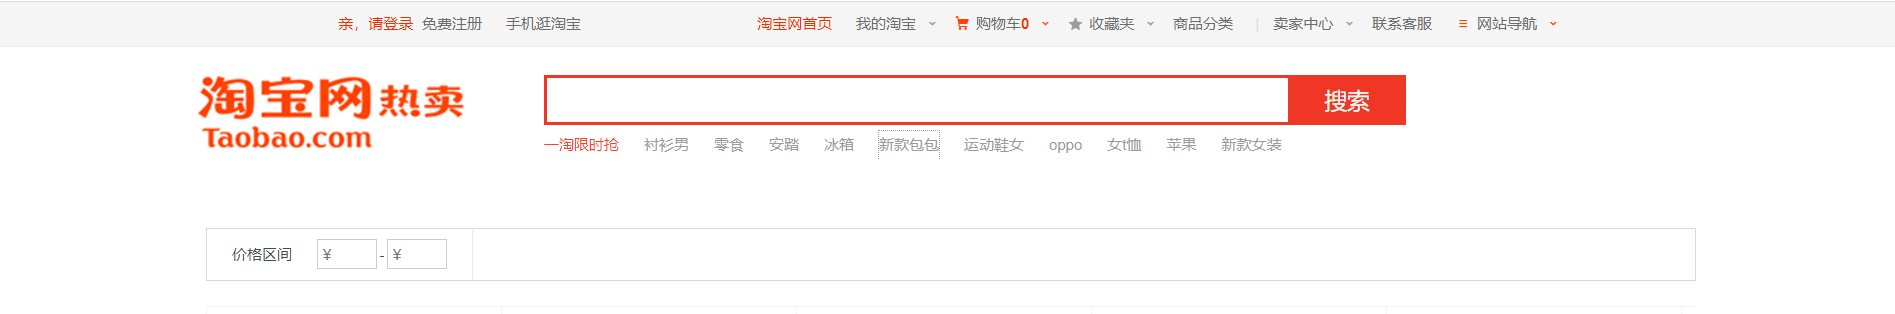 亲，请登录 免费注册 手机逛淘宝 淘宝网首页 我的淘宝 购物车0 收藏夹 商品分类 | 卖家中心 联系客服 网站导航
淘宝网热卖
Taobao.com
搜索
一淘限时抢 衬衫男 零食 安踏 冰箱 新款包包 运动鞋女 oppo 女t恤 苹果 新款女装
价格区间 ¥ - ¥